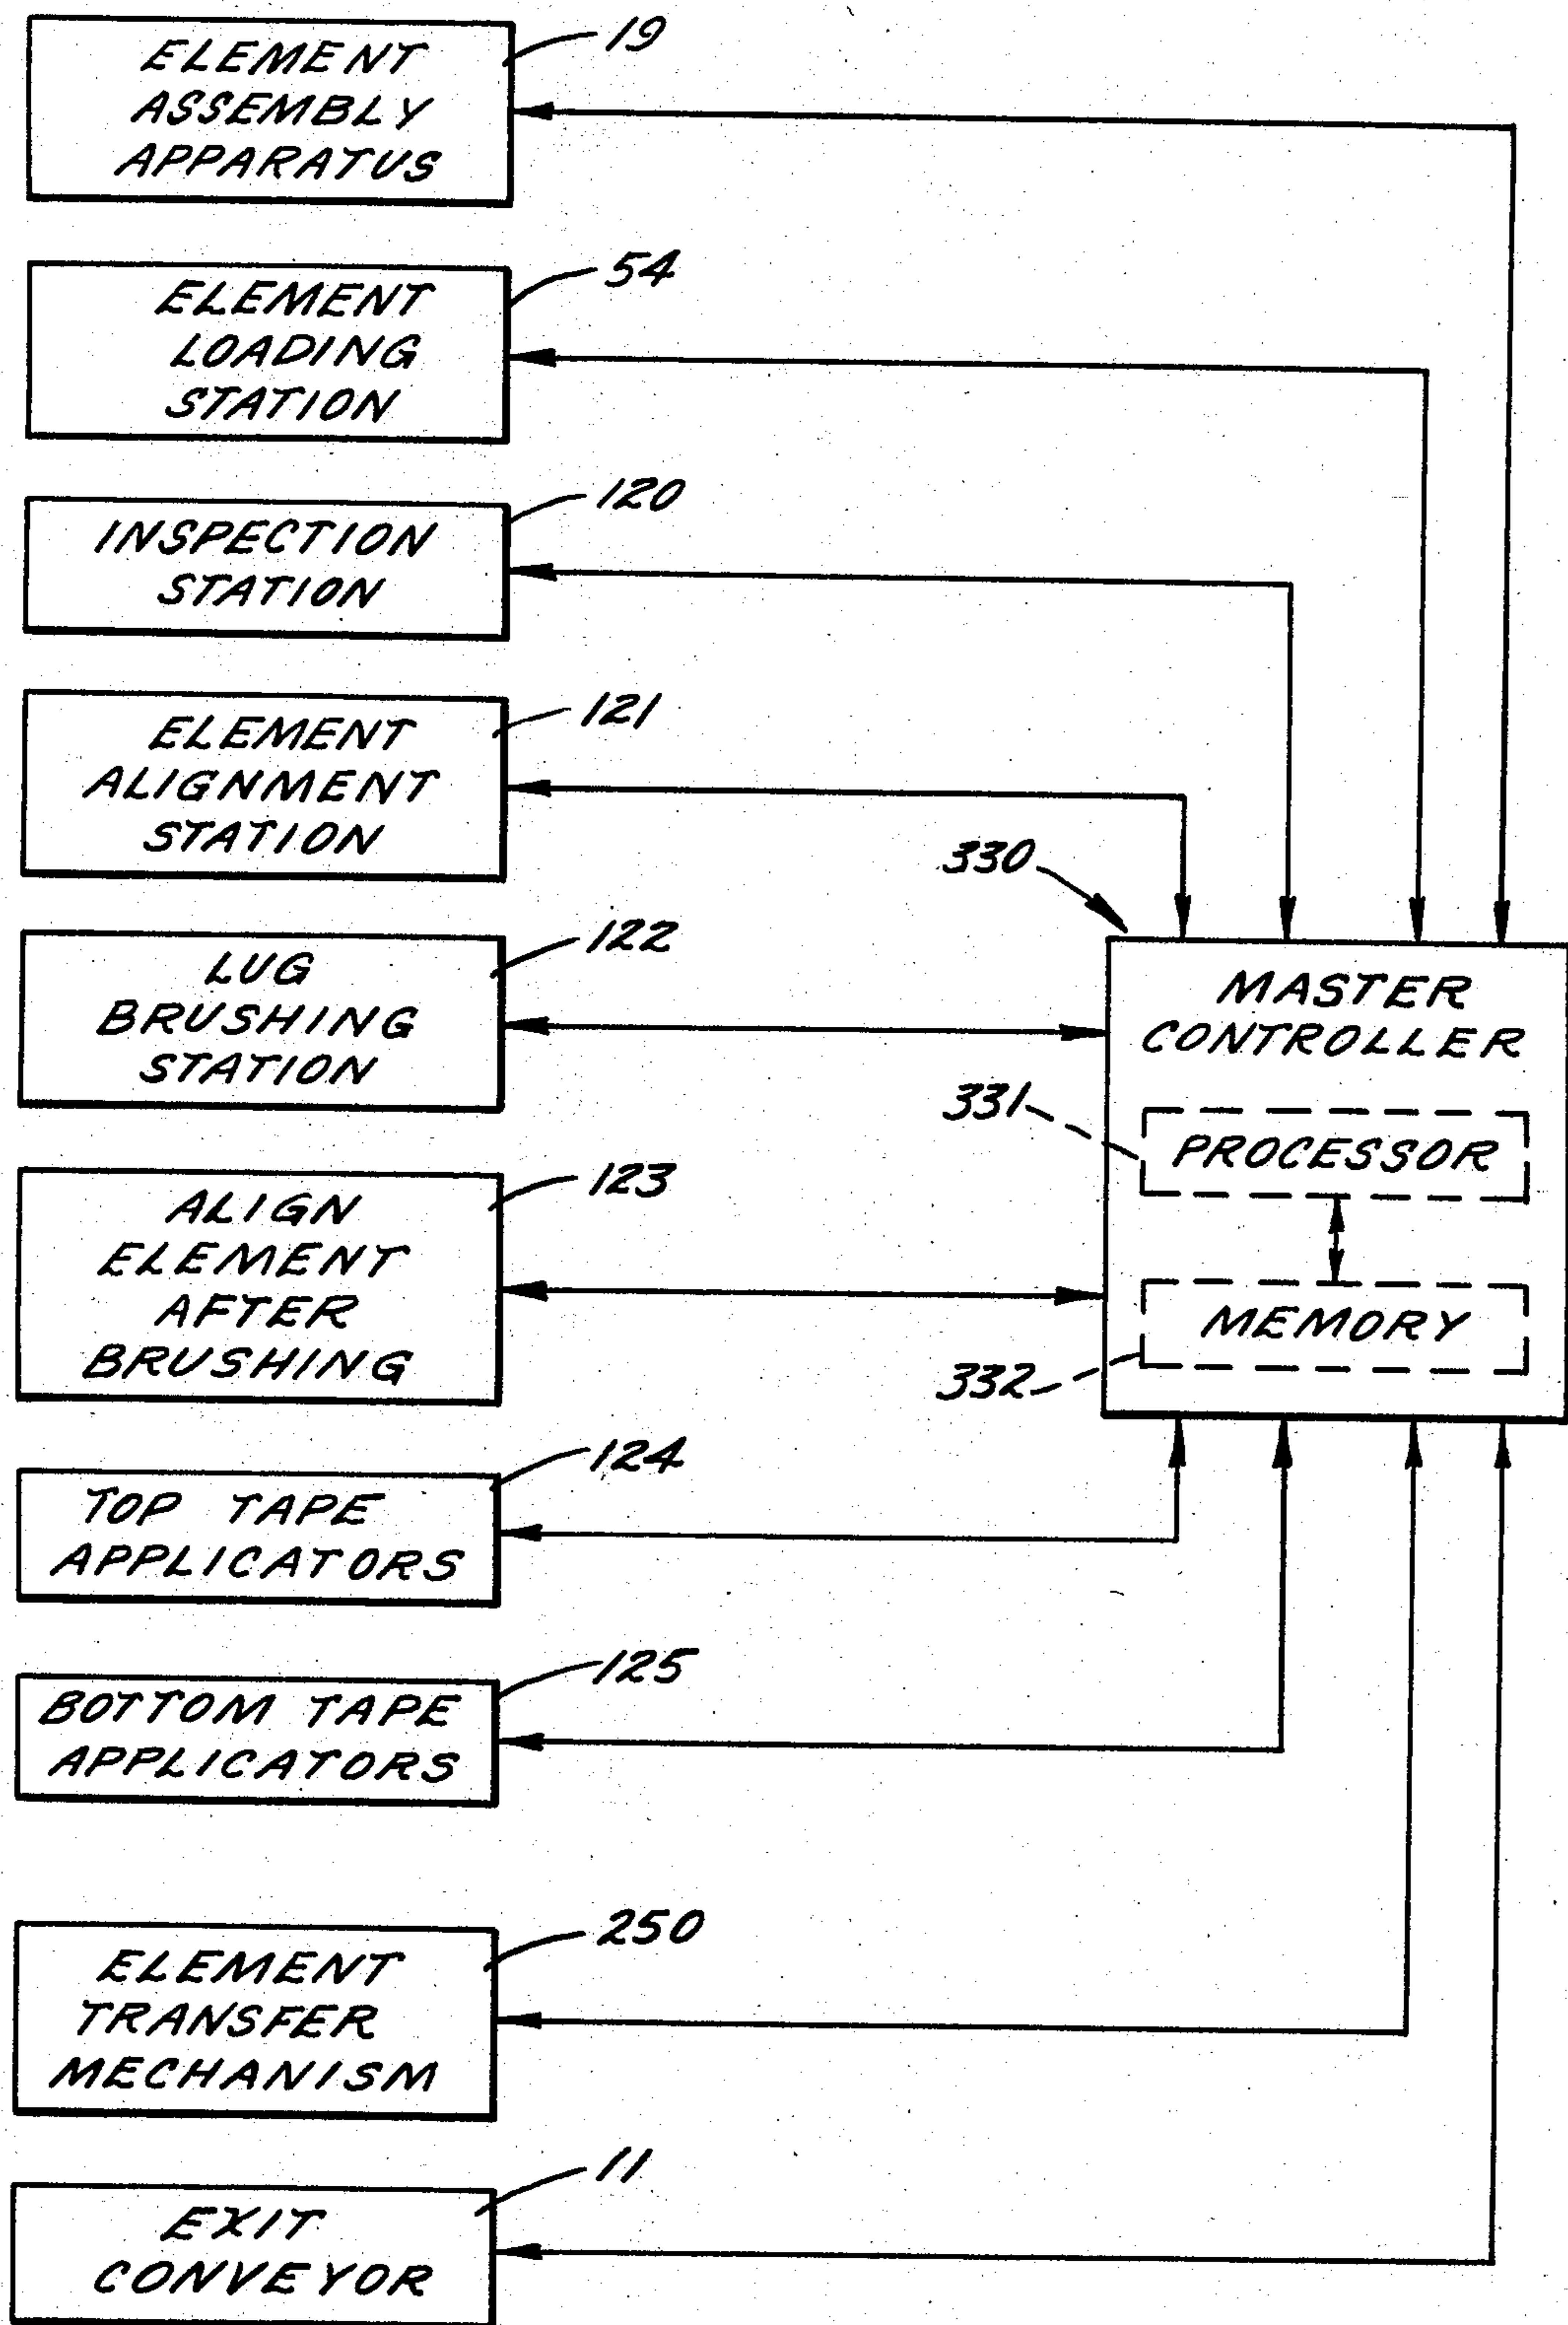 19
ELEMENT
ASSEMBLY
APPARATUS
54
ELEMENT
LOADING
STATION
120
INSPECTION
STATION
121
ELEMENT
ALIGNMENT
STATION
330
122
LUG
BRUSHING
STATION
MASTER
CONTROLLER
331
PROCESSOR
123
ALIGN
ELEMENT
AFTER
BRUSHING
MEMORY
332
124
TOP TAPE
APPLICATORS
125
BOTTOM TAPE
APPLICATORS
250
ELEMENT
TRANSFER
MECHANISM
11
EXIT
CONVEYOR